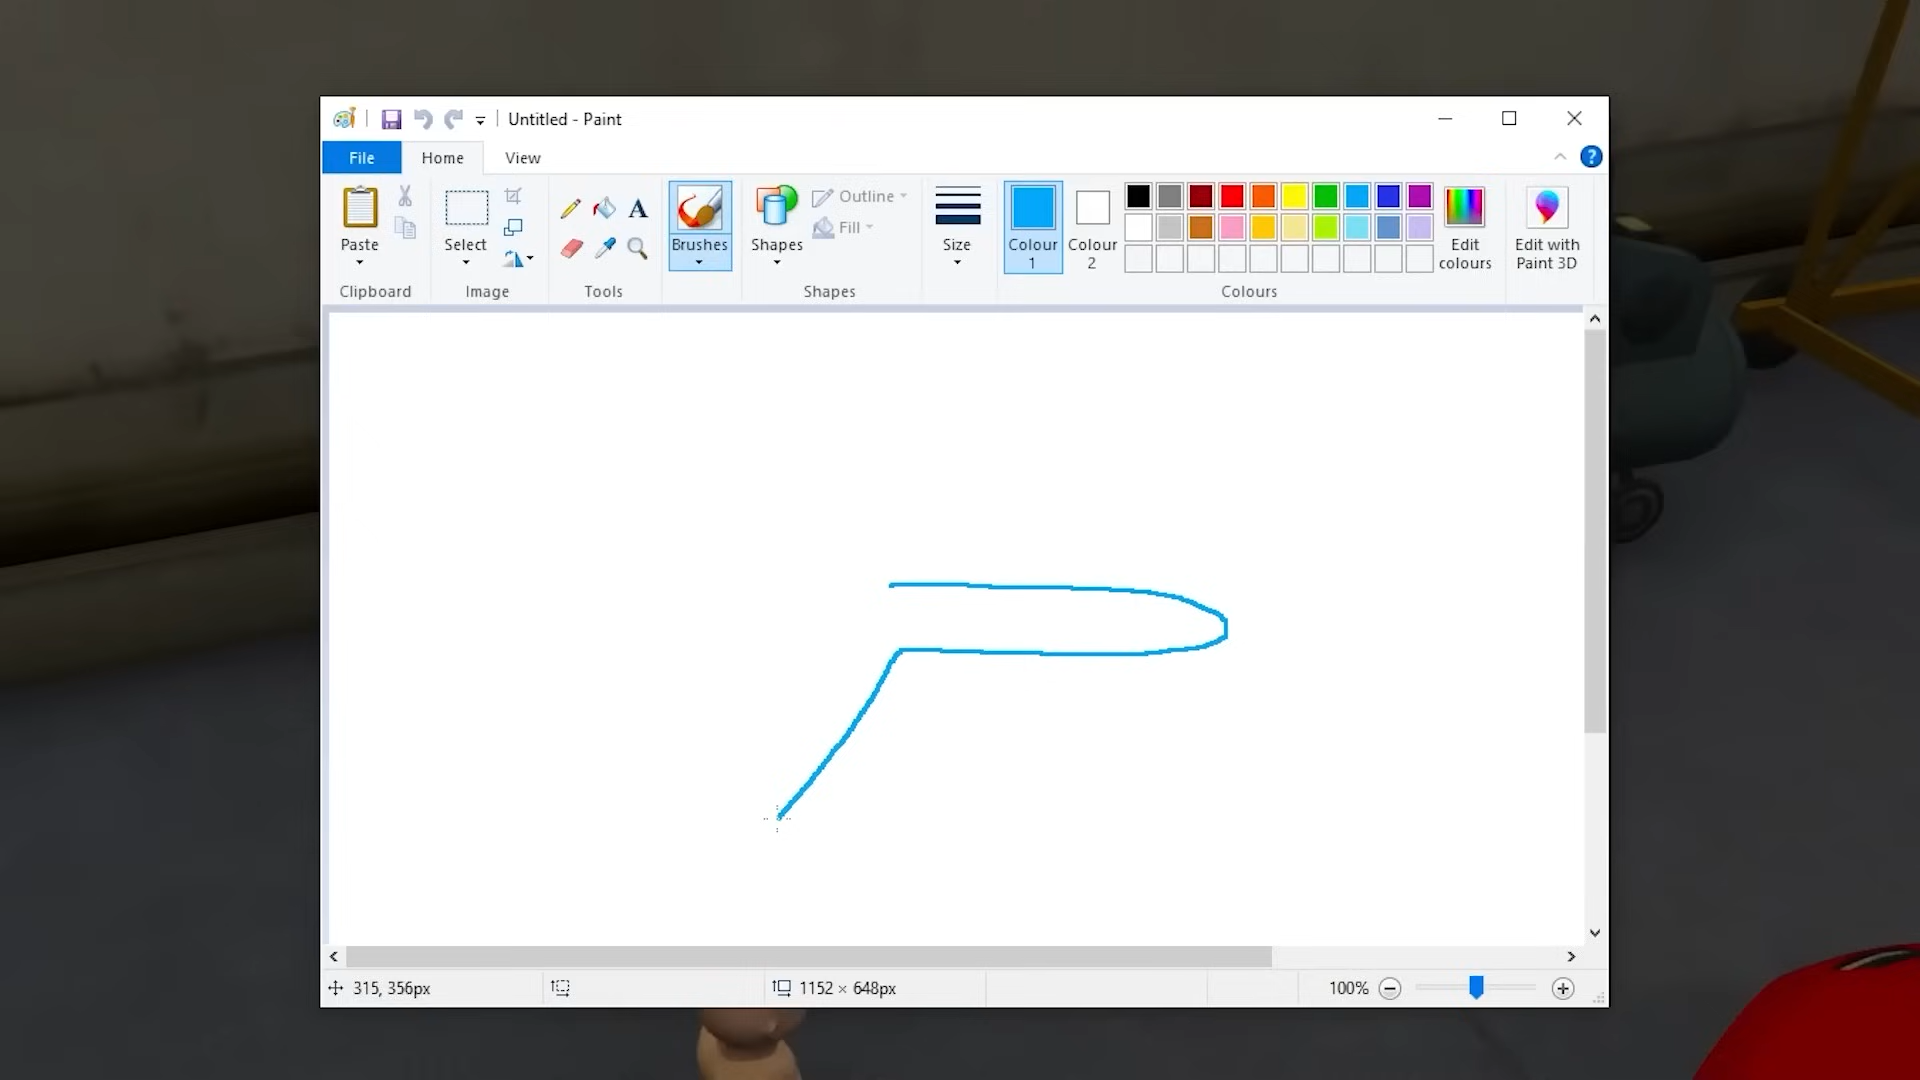 Untitled - Paint
File Home View
Paste Select Brushes Shapes Outline Fill Size Colour 1 Colour 2 Edit colours Edit with Paint 3D
Clipboard Image Tools Shapes Colours
315, 356px 1152 × 648px 100%